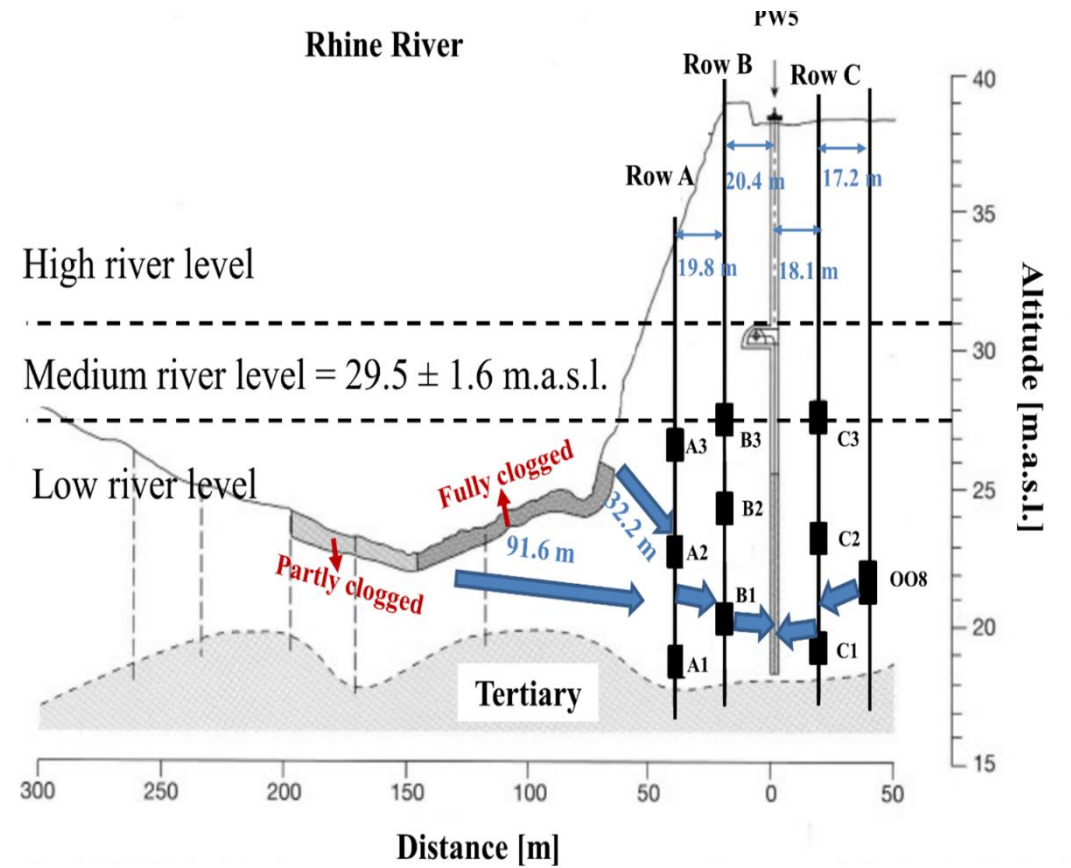 PW5
Rhine River
Row B
Row C
40
Row A
20.4 m
17.2 m
35
High river level
19.8 m
18.1 m
Altitude [m.a.s.l.]
30
Medium river level = 29.5 ± 1.6 m.a.s.l.
A3
B3
C3
Fully clogged
Low river level
25
32.2 m
B2
91.6 m
A2
C2
Partly clogged
OO8
B1
20
A1
C1
Tertiary
15
300
250
200
150
100
50
0
50
Distance [m]